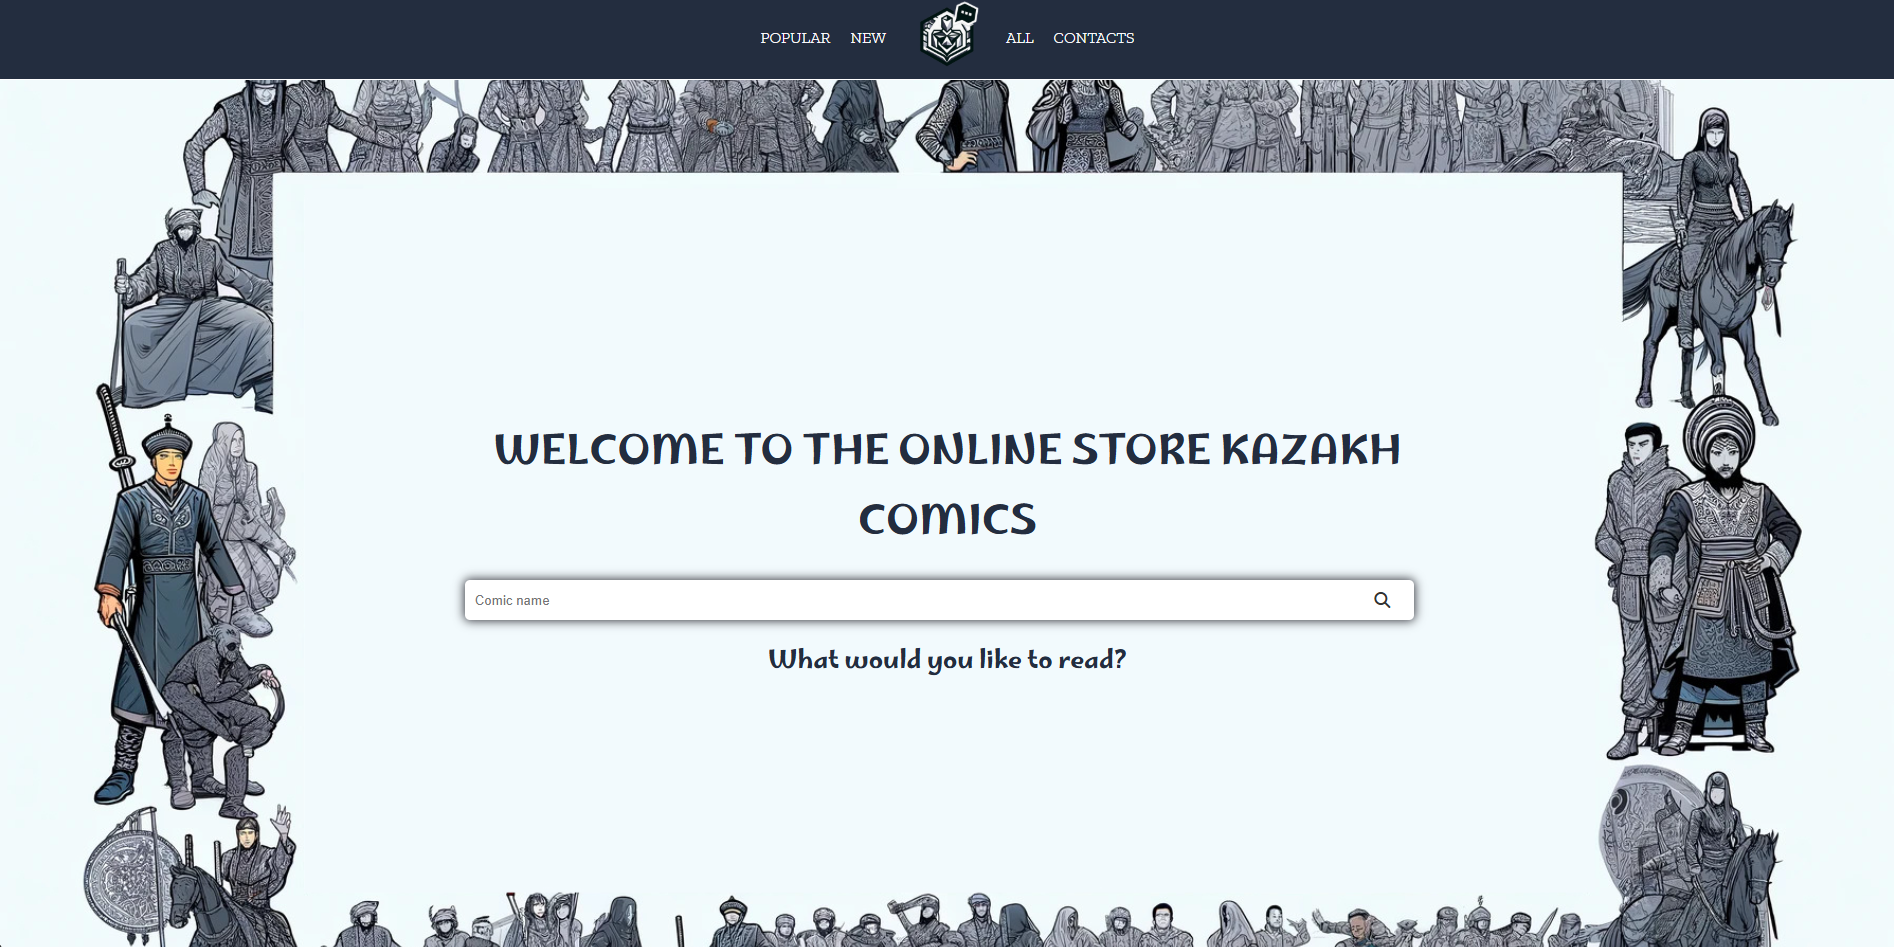 POPULAR NEW ALL CONTACTS
WELCOME TO THE ONLINE STORE KAZAKH
COMICS
Comic name
What would you like to read?